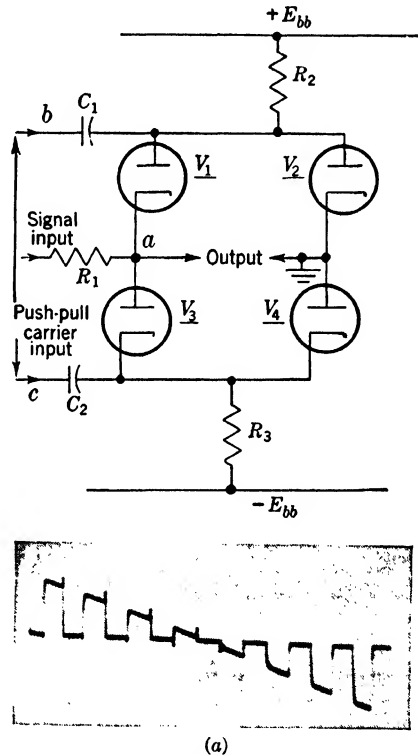 +E_bb
R_2
C_1
b
V_1
V_2
Signal
input
a
Output
R_1
V_3
V_4
Push-pull
carrier
input
c
C_2
R_3
-E_bb
(a)